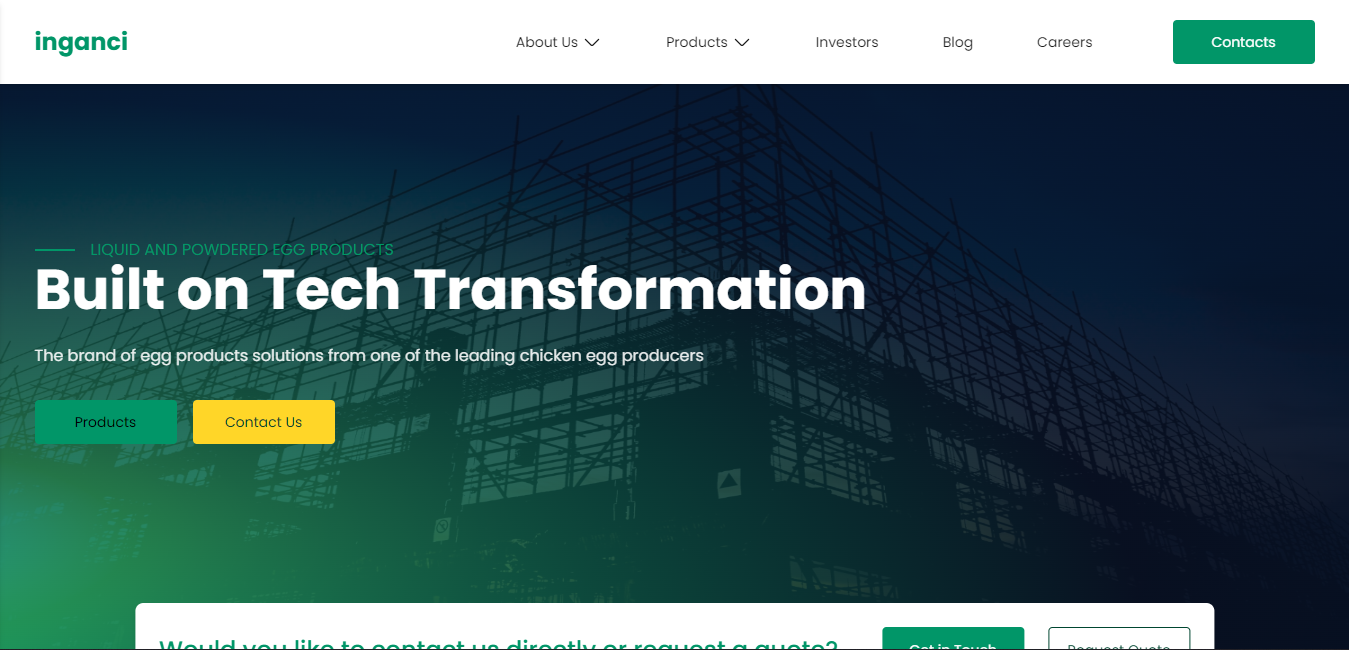 inganci
About Us
Products
Investors
Blog
Careers
Contacts
LIQUID AND POWDERED EGG PRODUCTS
Built on Tech Transformation
The brand of egg products solutions from one of the leading chicken egg producers
Products
Contact Us
Would you like to contact us directly or request a quote?
Get in Touch
Request Quote